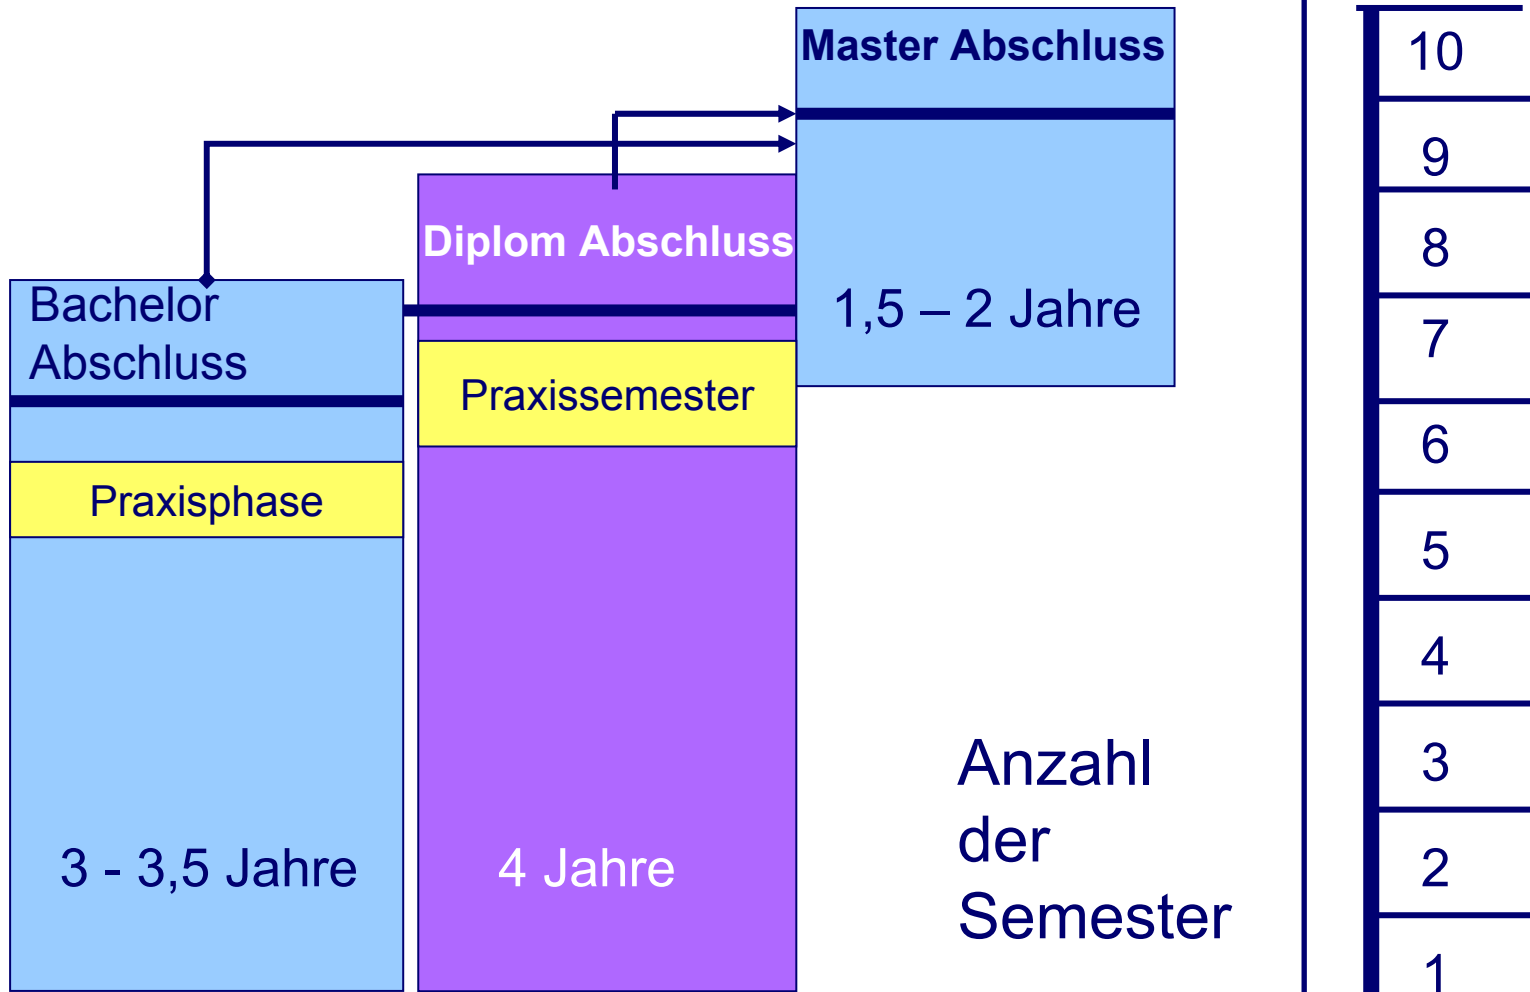 Master Abschluss
Diplom Abschluss
Bachelor
Abschluss
1,5 – 2 Jahre
Praxissemester
Praxisphase
3 - 3,5 Jahre
4 Jahre
Anzahl
der
Semester
10
9
8
7
6
5
4
3
2
1